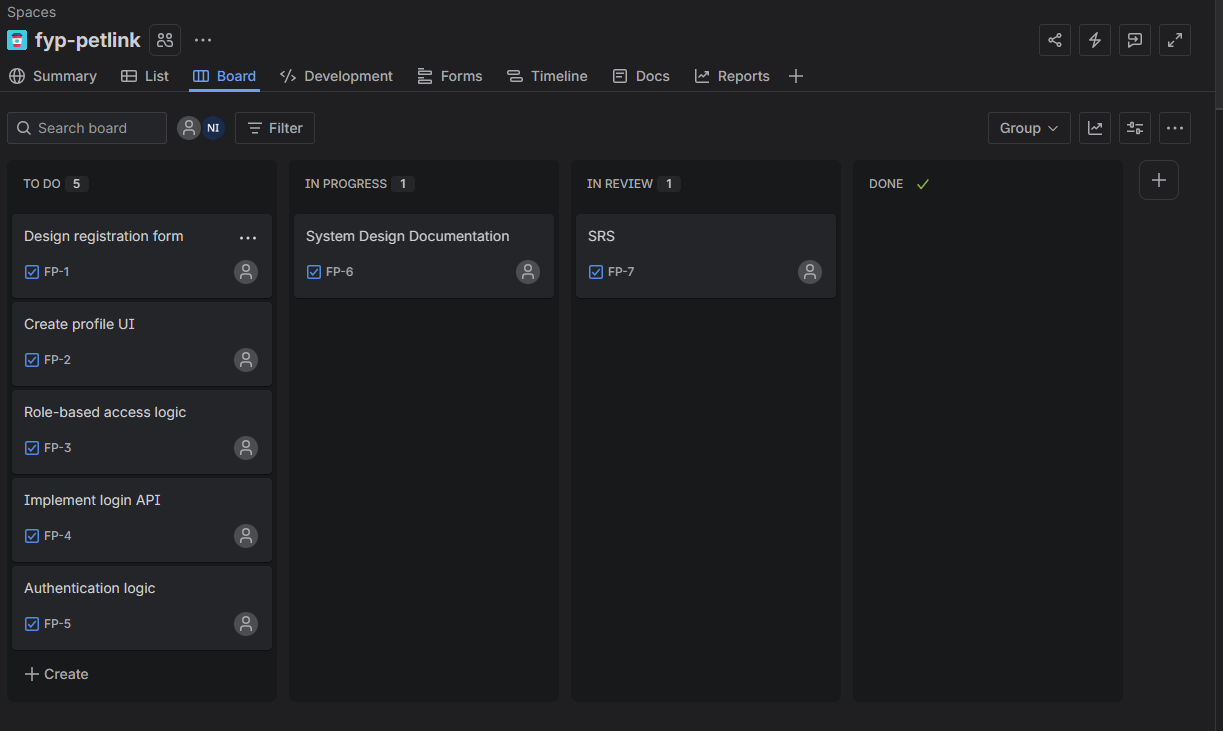 Spaces
fyp-petlink
Summary List Board Development Forms Timeline Docs Reports
Search board NI Filter Group
TO DO 5
Design registration form
FP-1
Create profile UI
FP-2
Role-based access logic
FP-3
Implement login API
FP-4
Authentication logic
FP-5
Create
IN PROGRESS 1
System Design Documentation
FP-6
IN REVIEW 1
SRS
FP-7
DONE